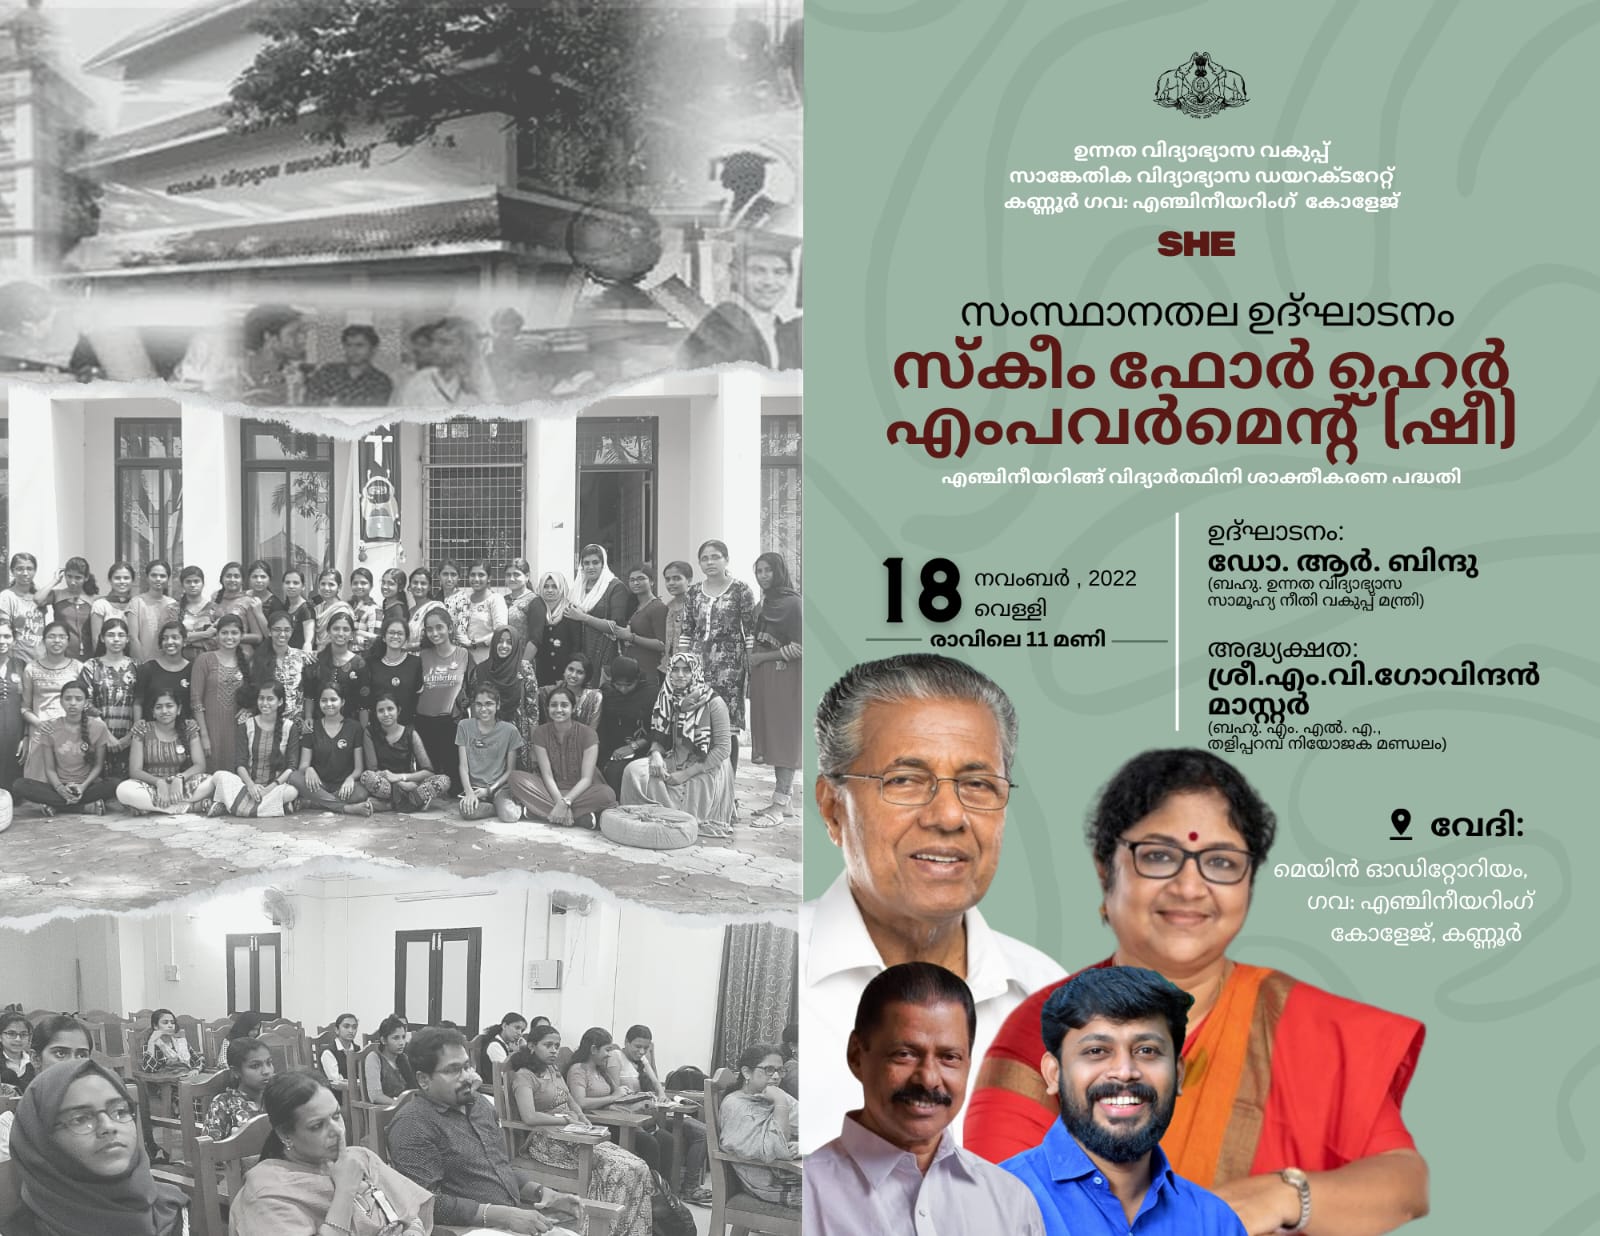 സാങ്കേതിക വിദ്യാഭ്യാസ ഡയറക്ടറേറ്റ്
ഉന്നത വിദ്യാഭ്യാസ വകുപ്പ്
സാങ്കേതിക വിദ്യാഭ്യാസ ഡയറക്ടറേറ്റ്
കണ്ണൂർ ഗവ: എഞ്ചിനീയറിംഗ് കോളേജ്
SHE
സംസ്ഥാനതല ഉദ്ഘാടനം
സ്കീം ഫോർ ഹെർ
എംപവർമെന്റ് (ഷീ)
എഞ്ചിനീയറിങ്ങ് വിദ്യാർത്ഥിനി ശാക്തീകരണ പദ്ധതി
18 നവംബർ , 2022
വെള്ളി
രാവിലെ 11 മണി
ഉദ്ഘാടനം:
ഡോ. ആർ. ബിന്ദു
(ബഹു. ഉന്നത വിദ്യാഭ്യാസ
സാമൂഹ്യ നീതി വകുപ്പ് മന്ത്രി)
അദ്ധ്യക്ഷത:
ശ്രീ.എം.വി.ഗോവിന്ദൻ
മാസ്റ്റർ
(ബഹു. എം. എൽ. എ.,
തളിപ്പറമ്പ് നിയോജക മണ്ഡലം)
വേദി:
മെയിൻ ഓഡിറ്റോറിയം,
ഗവ: എഞ്ചിനീയറിംഗ്
കോളേജ്, കണ്ണൂർ